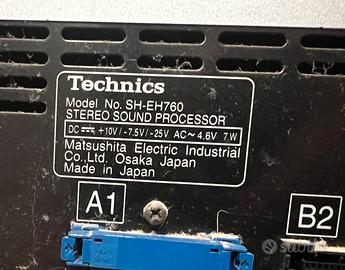 Technics
Model No. SH-EH760
STEREO SOUND PROCESSOR
DC ⎓ +10V/-7.5V/-25V AC~4.6V 7W
Matsushita Electric Industrial
Co.,Ltd. Osaka Japan
Made in Japan
A1
B2
subito